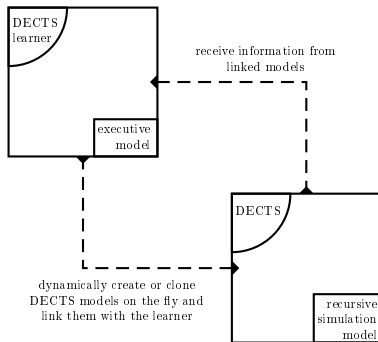 DECTS
learner
receive information from
linked models
executive
model
DECTS
dynamically create or clone
DECTS models on the fly and
link them with the learner
recursive
simulation
model